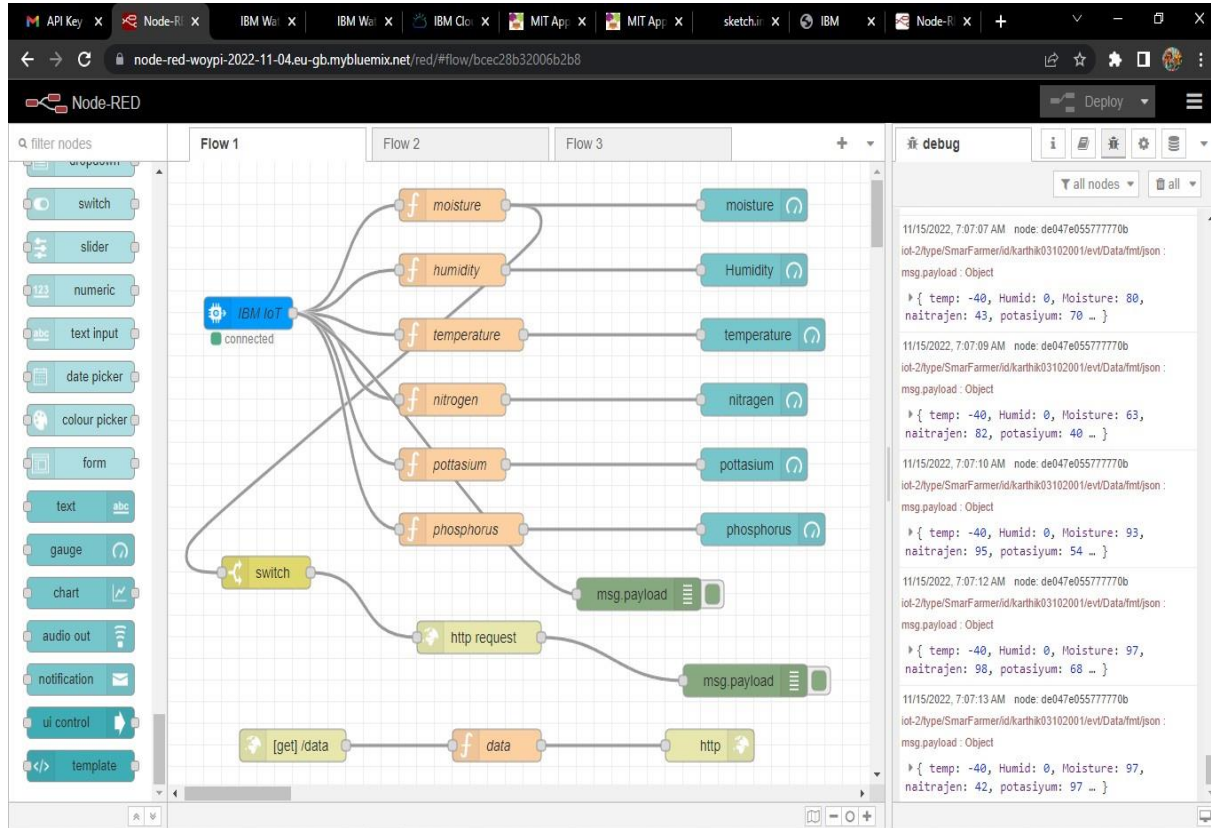 API Key
Node-RE
IBM Wat
IBM Wat
IBM Clou
MIT App
MIT App
sketch.in
IBM
Node-R
node-red-woypi-2022-11-04.eu-gb.mybluemix.net/red/#flow/bcec28b32006b2b8
Node-RED
Deploy
filter nodes
Flow 1
Flow 2
Flow 3
debug
all nodes
all
dropdown
switch
slider
123 numeric
abc text input
date picker
colour picker
form
text abc
gauge
chart
audio out
notification
ui control
</> template
IBM IoT
connected
f moisture
moisture
f humidity
Humidity
f temperature
temperature
f nitrogen
nitragen
f pottasium
pottasium
f phosphorus
phosphorus
switch
msg.payload
http request
msg.payload
[get] /data
f data
http
11/15/2022, 7:07:07 AM node: de047e055777770b
iot-2/type/SmarFarmer/id/karthik03102001/evt/Data/fmt/json :
msg.payload : Object
{ temp: -40, Humid: 0, Moisture: 80,
naitrajen: 43, potasiyum: 70 … }
11/15/2022, 7:07:09 AM node: de047e055777770b
iot-2/type/SmarFarmer/id/karthik03102001/evt/Data/fmt/json :
msg.payload : Object
{ temp: -40, Humid: 0, Moisture: 63,
naitrajen: 82, potasiyum: 40 … }
11/15/2022, 7:07:10 AM node: de047e055777770b
iot-2/type/SmarFarmer/id/karthik03102001/evt/Data/fmt/json :
msg.payload : Object
{ temp: -40, Humid: 0, Moisture: 93,
naitrajen: 95, potasiyum: 54 … }
11/15/2022, 7:07:12 AM node: de047e055777770b
iot-2/type/SmarFarmer/id/karthik03102001/evt/Data/fmt/json :
msg.payload : Object
{ temp: -40, Humid: 0, Moisture: 97,
naitrajen: 98, potasiyum: 68 … }
11/15/2022, 7:07:13 AM node: de047e055777770b
iot-2/type/SmarFarmer/id/karthik03102001/evt/Data/fmt/json :
msg.payload : Object
{ temp: -40, Humid: 0, Moisture: 97,
naitrajen: 42, potasiyum: 97 … }